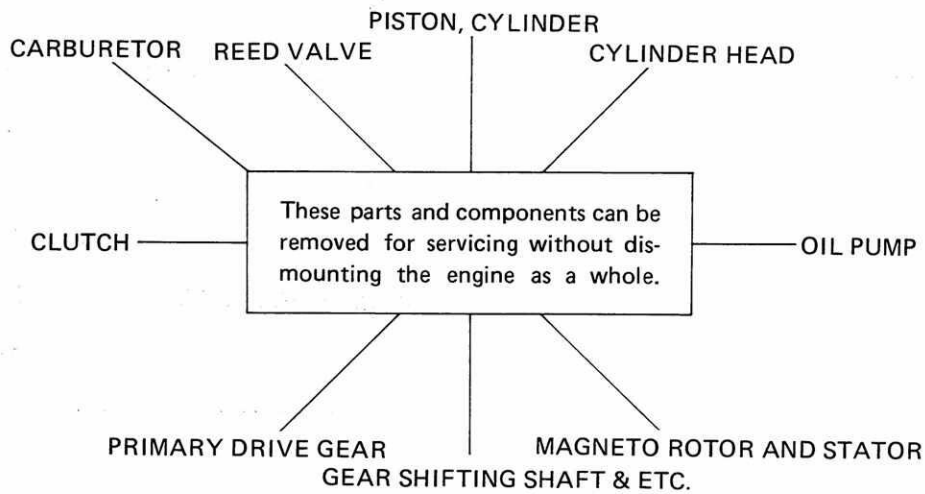 PISTON, CYLINDER
CARBURETOR
REED VALVE
CYLINDER HEAD
These parts and components can be
removed for servicing without dis-
mounting the engine as a whole.
CLUTCH
OIL PUMP
PRIMARY DRIVE GEAR
MAGNETO ROTOR AND STATOR
GEAR SHIFTING SHAFT & ETC.